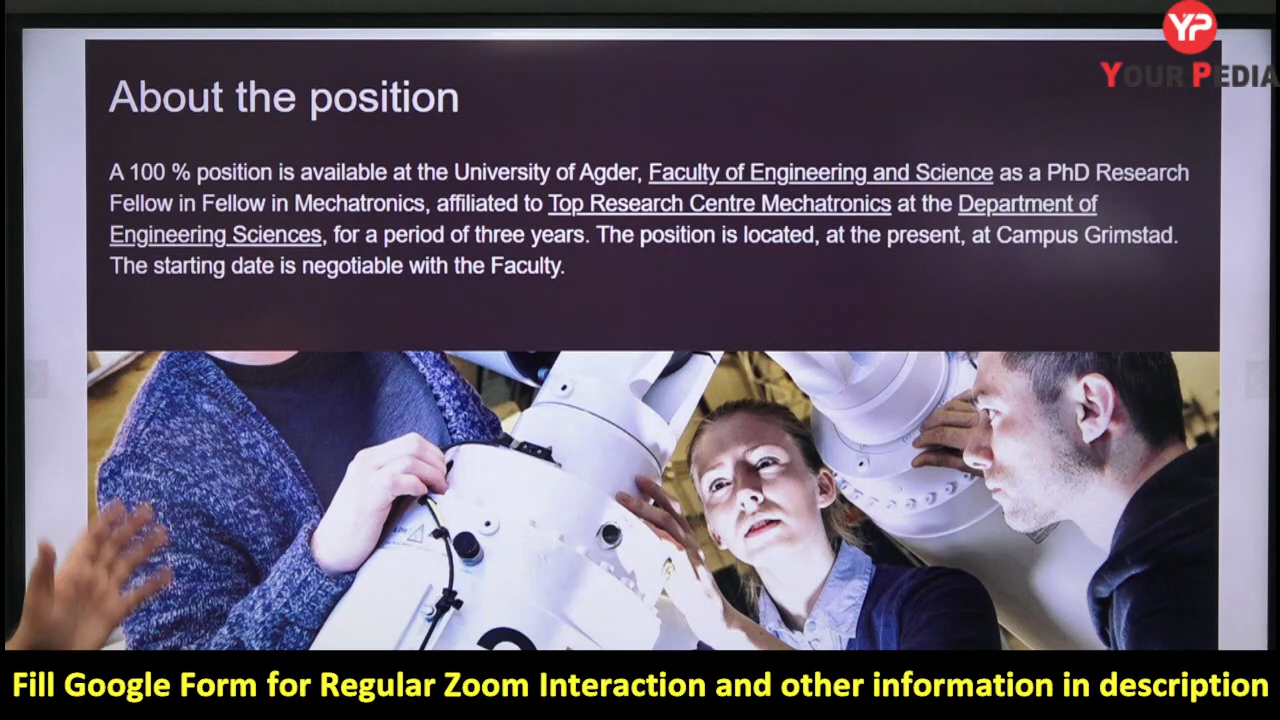 YP
YOUR PEDIA
About the position
A 100 % position is available at the University of Agder, Faculty of Engineering and Science as a PhD Research
Fellow in Fellow in Mechatronics, affiliated to Top Research Centre Mechatronics at the Department of
Engineering Sciences, for a period of three years. The position is located, at the present, at Campus Grimstad.
The starting date is negotiable with the Faculty.
Fill Google Form for Regular Zoom Interaction and other information in description